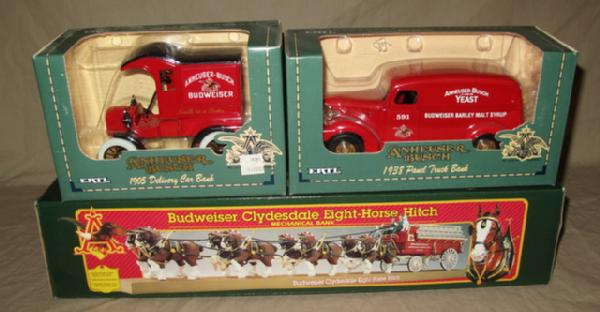 ANHEUSER-BUSCH
BUDWEISER
ANHEUSER
BUSCH
ERTL
1905 Delivery Car Bank
ANHEUSER-BUSCH
YEAST
591
BUDWEISER BARLEY MALT SYRUP
ANHEUSER
BUSCH
ERTL
1938 Panel Truck Bank
Budweiser Clydesdale Eight-Horse Hitch
MECHANICAL BANK
Budweiser Clydesdale Eight-Horse Hitch